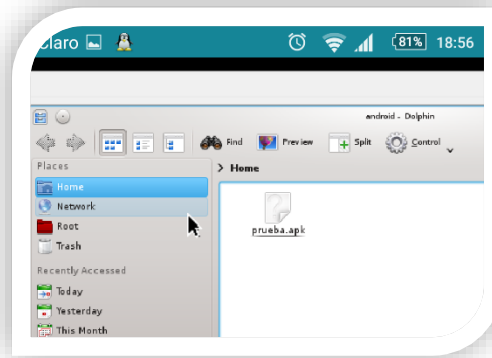 Claro 81% 18:56
android - Dolphin
Find Preview Split Control
Places
Home
Network
Root
Trash
Recently Accessed
Today
Yesterday
This Month
Home
prueba.apk